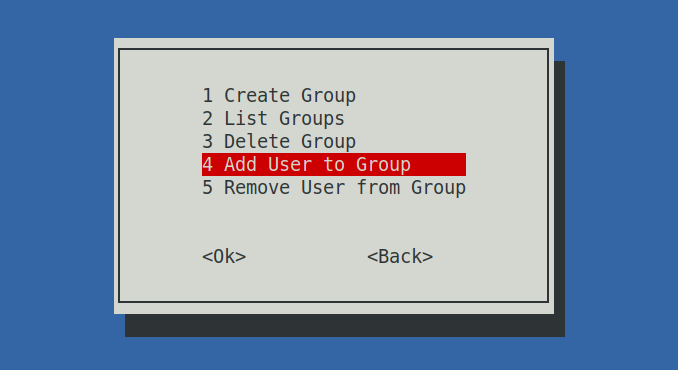 1 Create Group
2 List Groups
3 Delete Group
4 Add User to Group
5 Remove User from Group
<Ok> <Back>